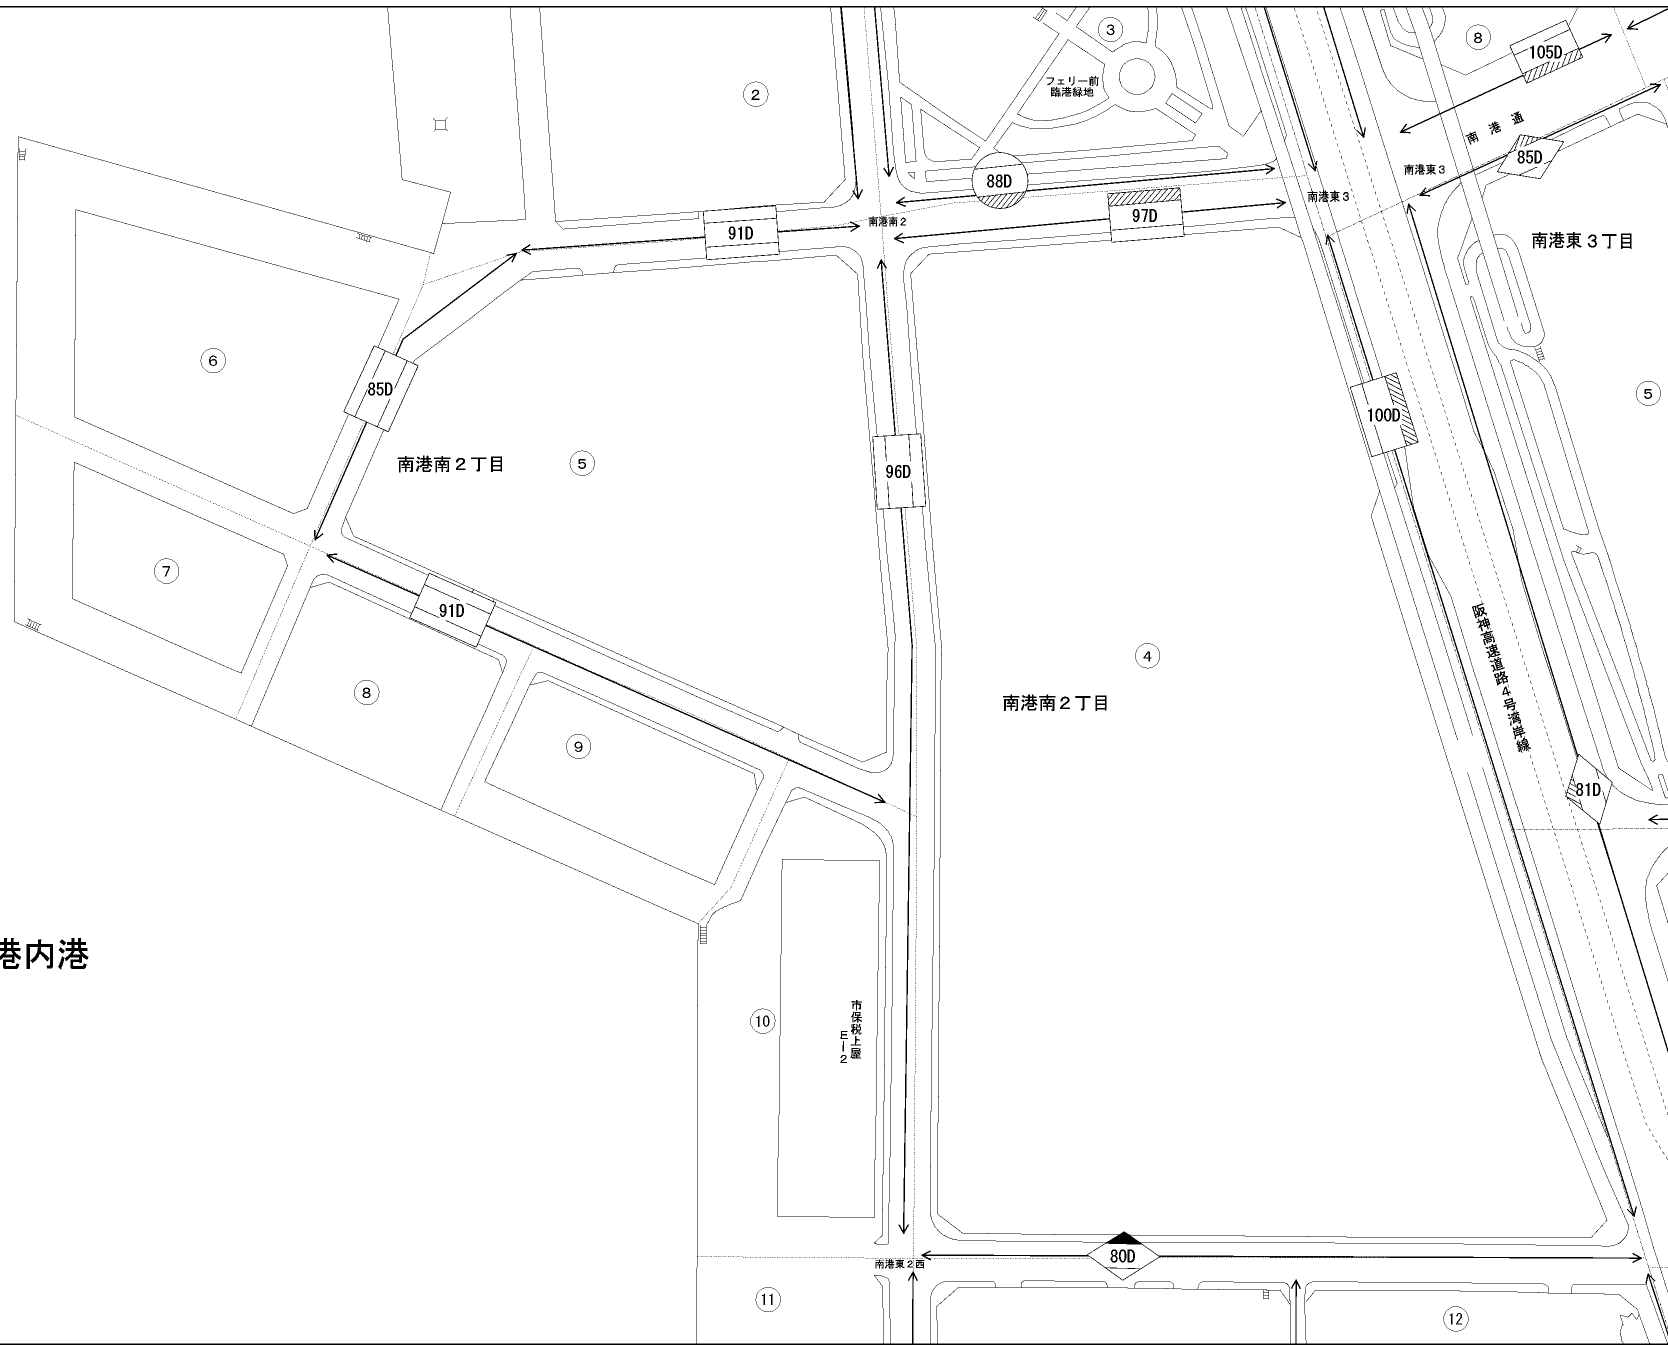 ③
⑧
105D
②
フェリー前
臨港緑地
南 港 通
85D
南港東3
88D
南港東3
97D
91D
南港南2
南港東3丁目
⑥
85D
⑤
100D
南港南2丁目
⑤
96D
⑦
91D
④
⑧
南港南2丁目
阪神高速道路4号湾岸線
⑨
81D
港内港
⑩
市保税上屋
E－2
80D
南港東2西
⑪
⑫